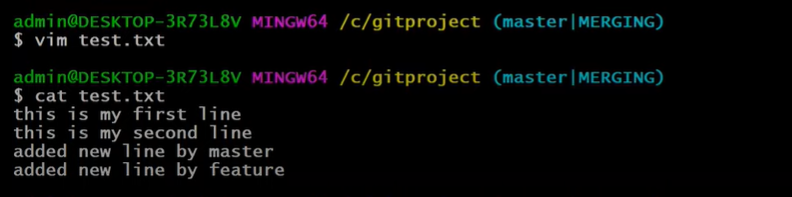 admin@DESKTOP-3R73L8V MINGW64 /c/gitproject (master|MERGING)
$ vim test.txt
admin@DESKTOP-3R73L8V MINGW64 /c/gitproject (master|MERGING)
$ cat test.txt
this is my first line
this is my second line
added new line by master
added new line by feature